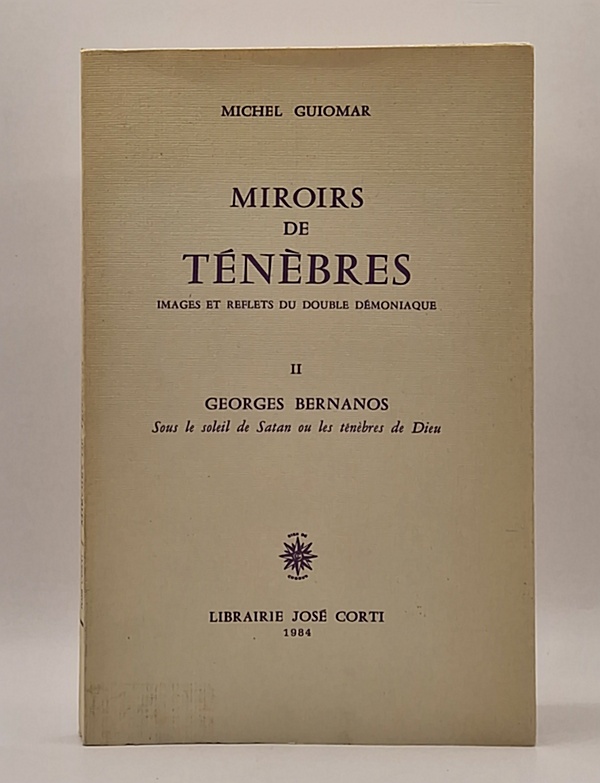 MICHEL GUIOMAR
MIROIRS
DE
TÉNÈBRES
IMAGES ET REFLETS DU DOUBLE DÉMONIAQUE
II
GEORGES BERNANOS
Sous le soleil de Satan ou les ténèbres de Dieu
LIBRAIRIE JOSÉ CORTI
1984